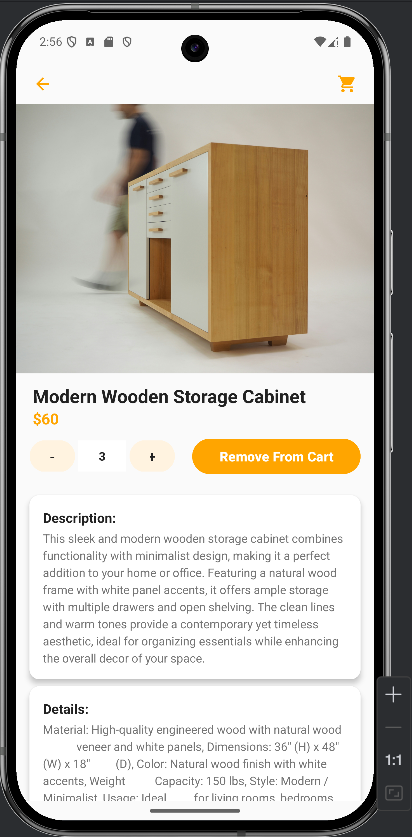 2:56
Modern Wooden Storage Cabinet
$60
- 3 + Remove From Cart
Description:
This sleek and modern wooden storage cabinet combines
functionality with minimalist design, making it a perfect
addition to your home or office. Featuring a natural wood
frame with white panel accents, it offers ample storage
with multiple drawers and open shelving. The clean lines
and warm tones provide a contemporary yet timeless
aesthetic, ideal for organizing essentials while enhancing
the overall decor of your space.
Details:
Material: High-quality engineered wood with natural wood
veneer and white panels, Dimensions: 36" (H) x 48"
(W) x 18" (D), Color: Natural wood finish with white
accents, Weight Capacity: 150 lbs, Style: Modern /
Minimalist, Usage: Ideal for living rooms, bedrooms
1:1